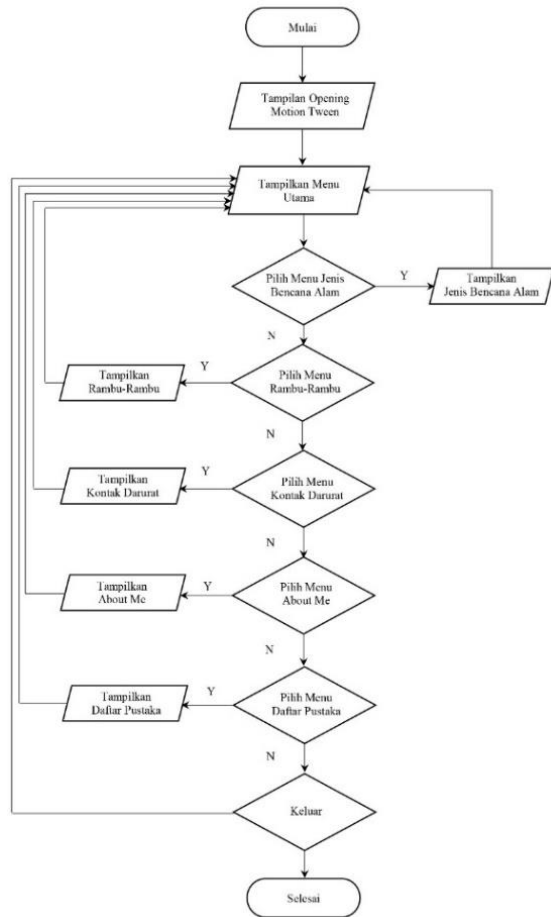 Mulai
Tampilan Opening
Motion Tween
Tampilkan Menu
Utama
Pilih Menu Jenis
Bencana Alam
Y
Tampilkan
Jenis Bencana Alam
N
Tampilkan
Rambu-Rambu
Y
Pilih Menu
Rambu-Rambu
N
Tampilkan
Kontak Darurat
Y
Pilih Menu
Kontak Darurat
N
Tampilkan
About Me
Y
Pilih Menu
About Me
N
Tampilkan
Daftar Pustaka
Y
Pilih Menu
Daftar Pustaka
N
Keluar
Selesai